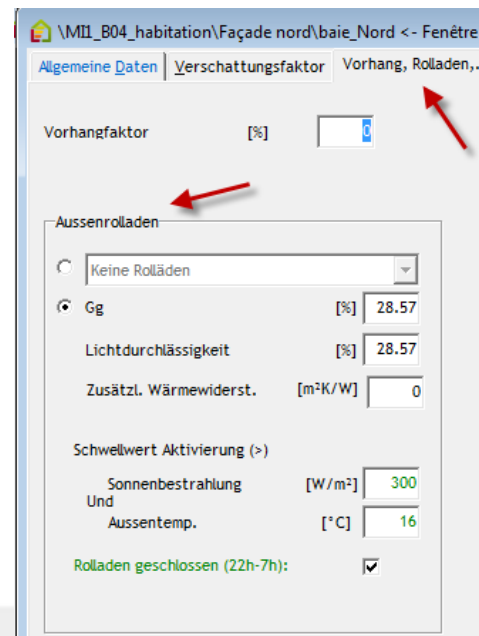 \MI1_B04_habitation\Façade nord\baie_Nord <- Fenêtre
Allgemeine Daten Verschattungsfaktor Vorhang, Rolladen,.
Vorhangfaktor [%] 0
Aussenrolladen
Keine Rolläden
Gg [%] 28.57
Lichtdurchlässigkeit [%] 28.57
Zusätzl. Wärmewiderst. [m²K/W] 0
Schwellwert Aktivierung (>)
Sonnenbestrahlung [W/m²] 300
Und
Aussentemp. [°C] 16
Rolladen geschlossen (22h-7h):